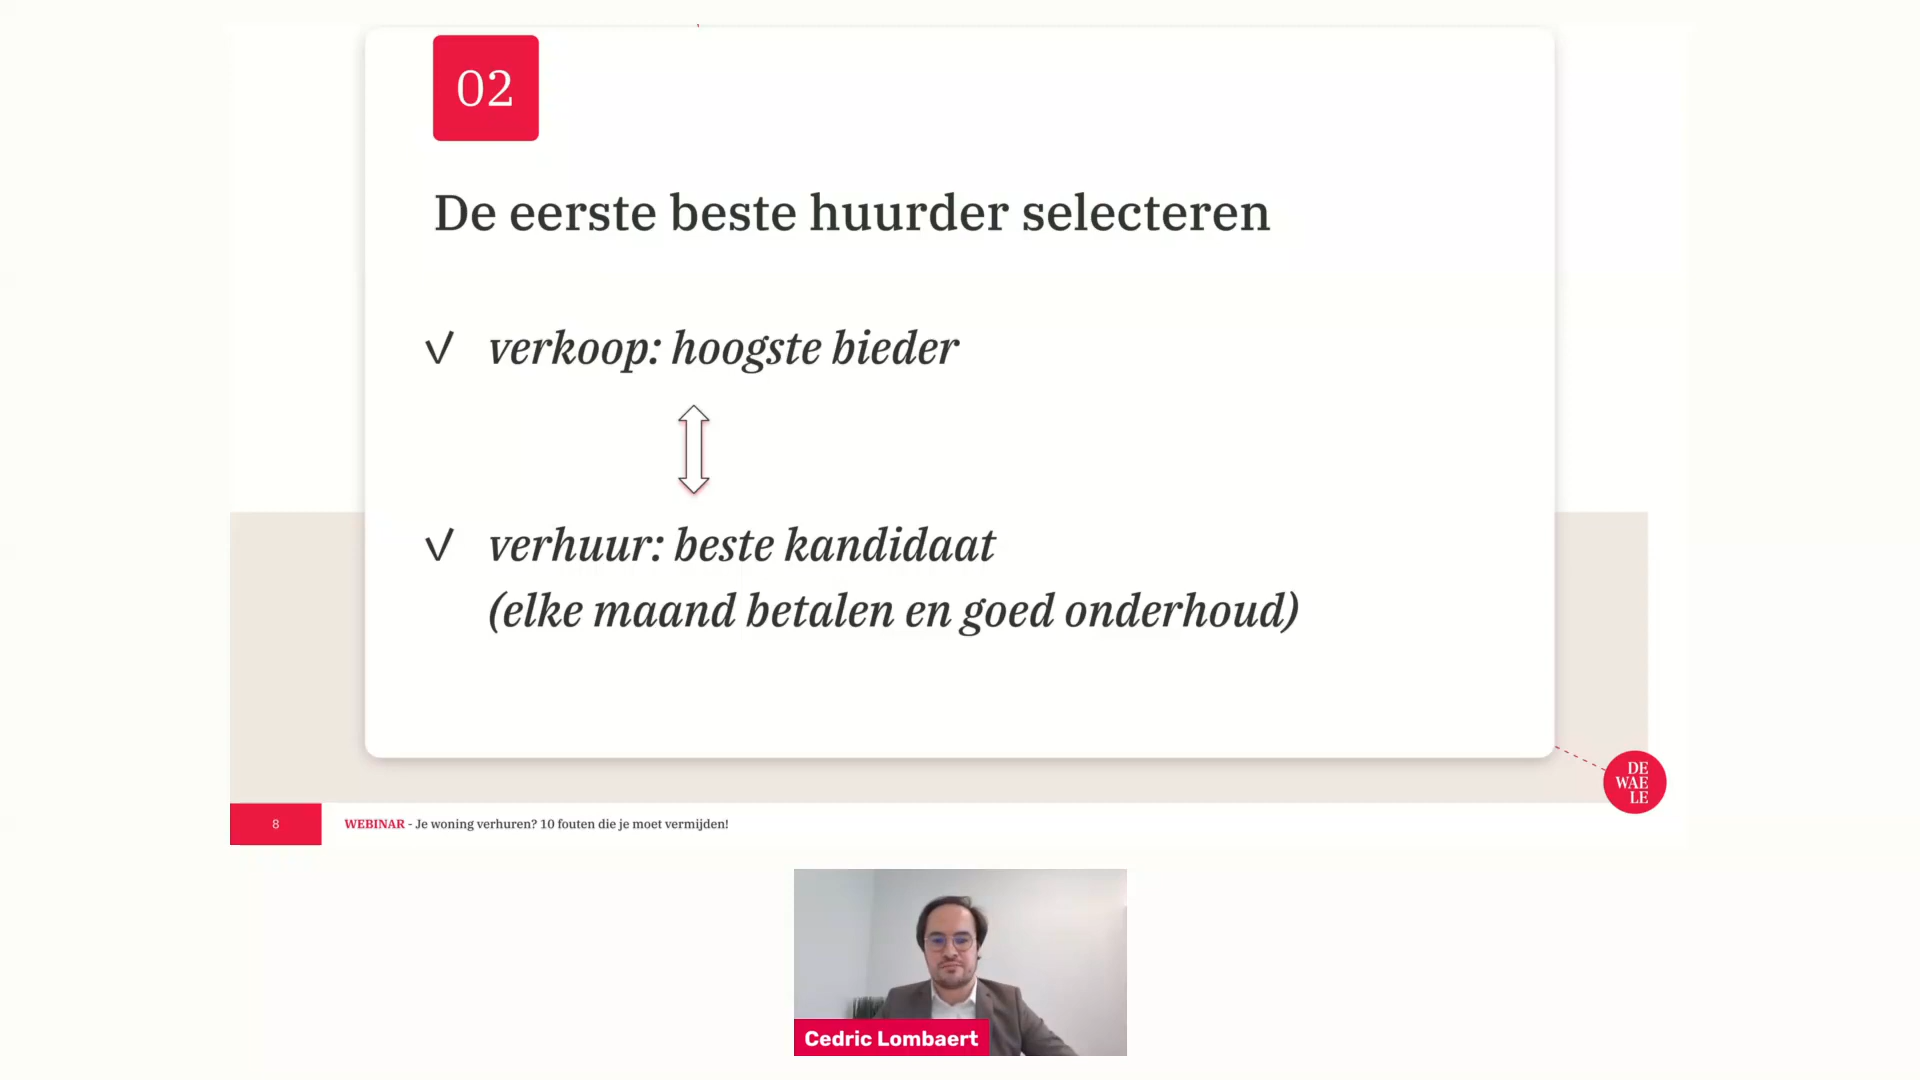 02
De eerste beste huurder selecteren
verkoop: hoogste bieder
verhuur: beste kandidaat
(elke maand betalen en goed onderhoud)
DE
WAE
LE
8
WEBINAR - Je woning verhuren? 10 fouten die je moet vermijden!
Cedric Lombaert